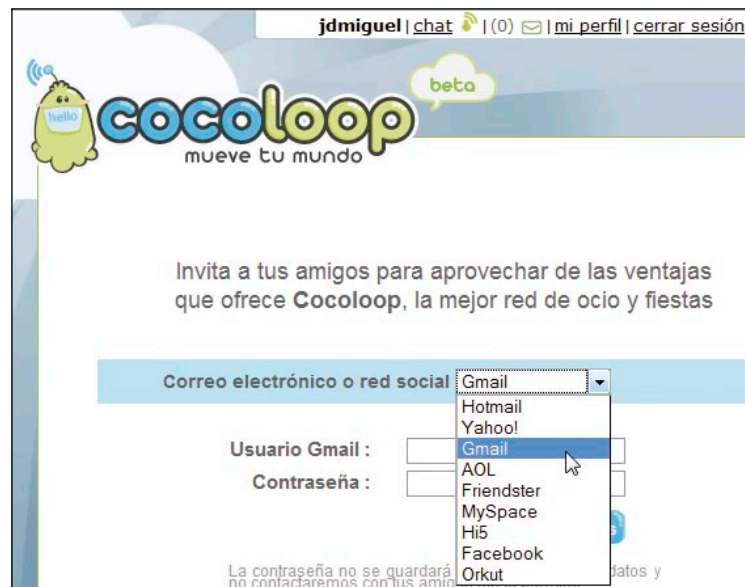 jdmiguel | chat | (0) | mi perfil | cerrar sesión
beta
hello
cocoloop
mueve tu mundo
Invita a tus amigos para aprovechar de las ventajas
que ofrece Cocoloop, la mejor red de ocio y fiestas
Correo electrónico o red social Gmail
Hotmail
Yahoo!
Usuario Gmail :
Gmail
AOL
Contraseña :
Friendster
MySpace
Hi5
Facebook
Orkut
La contraseña no se guardará datos y
no contactaremos con tus